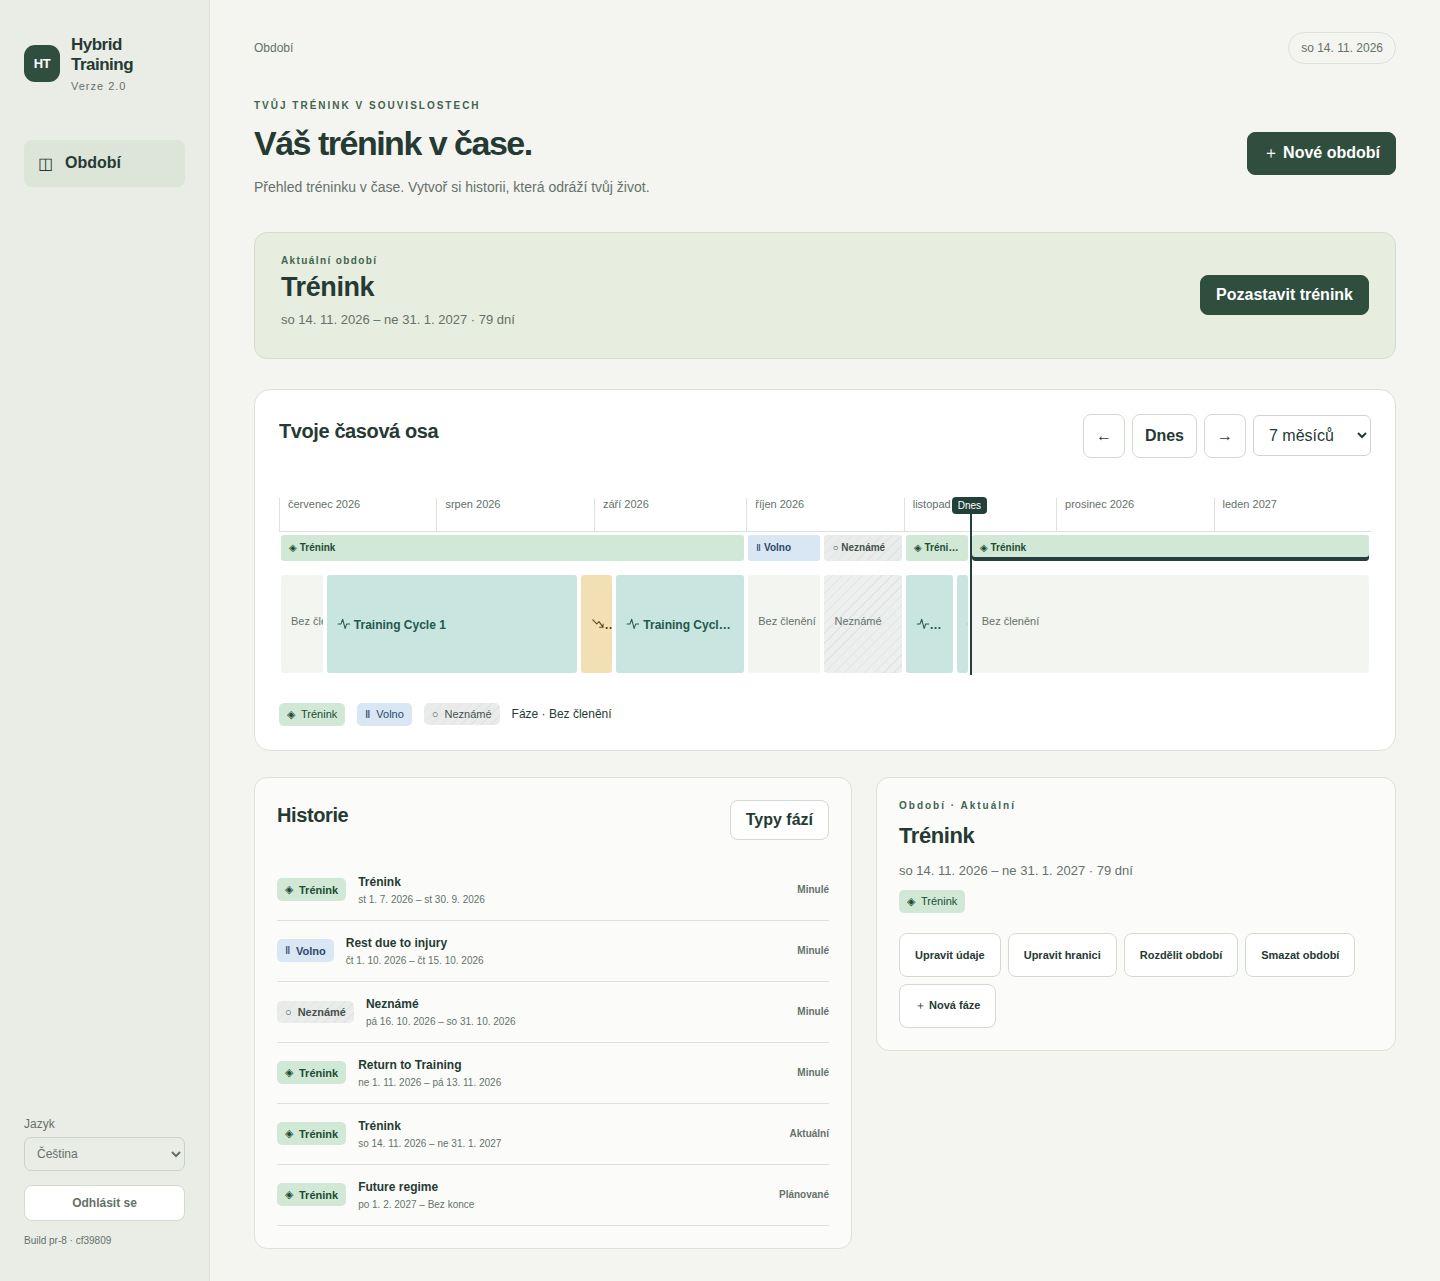 HT
Hybrid
Training
Verze 2.0
Období
Jazyk
Čeština
Odhlásit se
Build pr-8 · cf39809
Období
so 14. 11. 2026
TVŮJ TRÉNINK V SOUVISLOSTECH
Váš trénink v čase.
Přehled tréninku v čase. Vytvoř si historii, která odráží tvůj život.
+ Nové období
Aktuální období
Trénink
so 14. 11. 2026 – ne 31. 1. 2027 · 79 dní
Pozastavit trénink
Tvoje časová osa
← Dnes → 7 měsíců
červenec 2026 srpen 2026 září 2026 říjen 2026 listopad Dnes prosinec 2026 leden 2027
Trénink Volno Neznámé Tréni… Trénink
Bez čle Training Cycle 1 … Training Cycl… Bez členění Neznámé … Bez členění
Trénink Volno Neznámé Fáze · Bez členění
Historie
Typy fází
Trénink Trénink Minulé
st 1. 7. 2026 – st 30. 9. 2026
Volno Rest due to injury Minulé
čt 1. 10. 2026 – čt 15. 10. 2026
Neznámé Neznámé Minulé
pá 16. 10. 2026 – so 31. 10. 2026
Trénink Return to Training Minulé
ne 1. 11. 2026 – pá 13. 11. 2026
Trénink Trénink Aktuální
so 14. 11. 2026 – ne 31. 1. 2027
Trénink Future regime Plánované
po 1. 2. 2027 – Bez konce
Období · Aktuální
Trénink
so 14. 11. 2026 – ne 31. 1. 2027 · 79 dní
Trénink
Upravit údaje Upravit hranici Rozdělit období Smazat období
+ Nová fáze